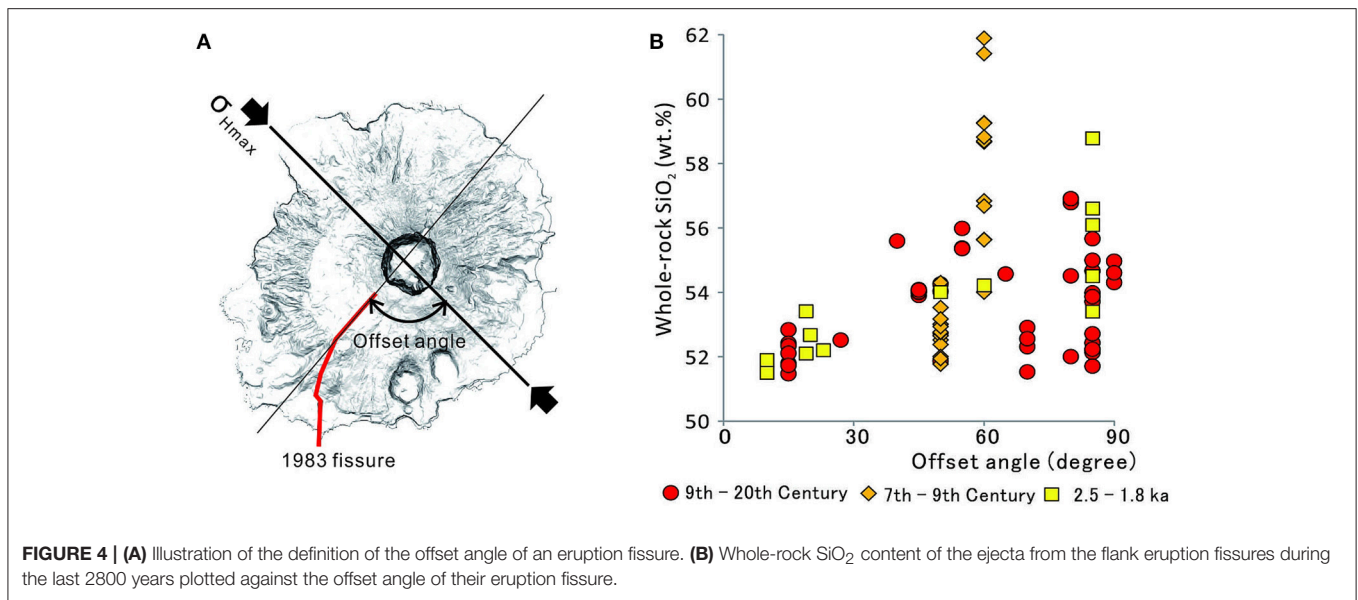 A
σHmax
Offset angle
1983 fissure
B
Whole-rock SiO2 (wt.%)
62
60
58
56
54
52
50
0 30 60 90
Offset angle (degree)
9th – 20th Century 7th – 9th Century 2.5 – 1.8 ka
FIGURE 4 | (A) Illustration of the definition of the offset angle of an eruption fissure. (B) Whole-rock SiO2 content of the ejecta from the flank eruption fissures during
the last 2800 years plotted against the offset angle of their eruption fissure.